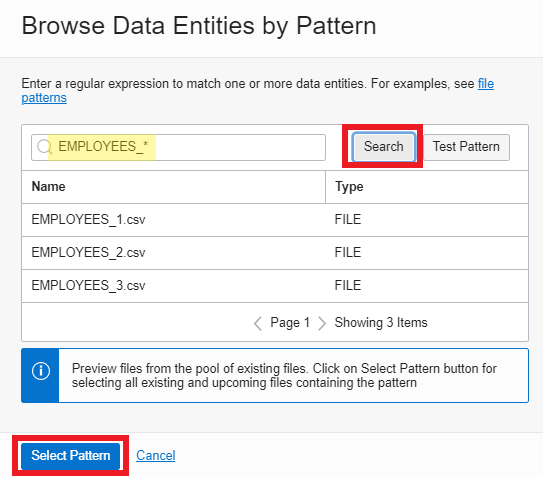 Browse Data Entities by Pattern
Enter a regular expression to match one or more data entities. For examples, see file
patterns
EMPLOYEES_* Search Test Pattern
Name Type
EMPLOYEES_1.csv FILE
EMPLOYEES_2.csv FILE
EMPLOYEES_3.csv FILE
Page 1 Showing 3 Items
Preview files from the pool of existing files. Click on Select Pattern button for
selecting all existing and upcoming files containing the pattern
Select Pattern Cancel